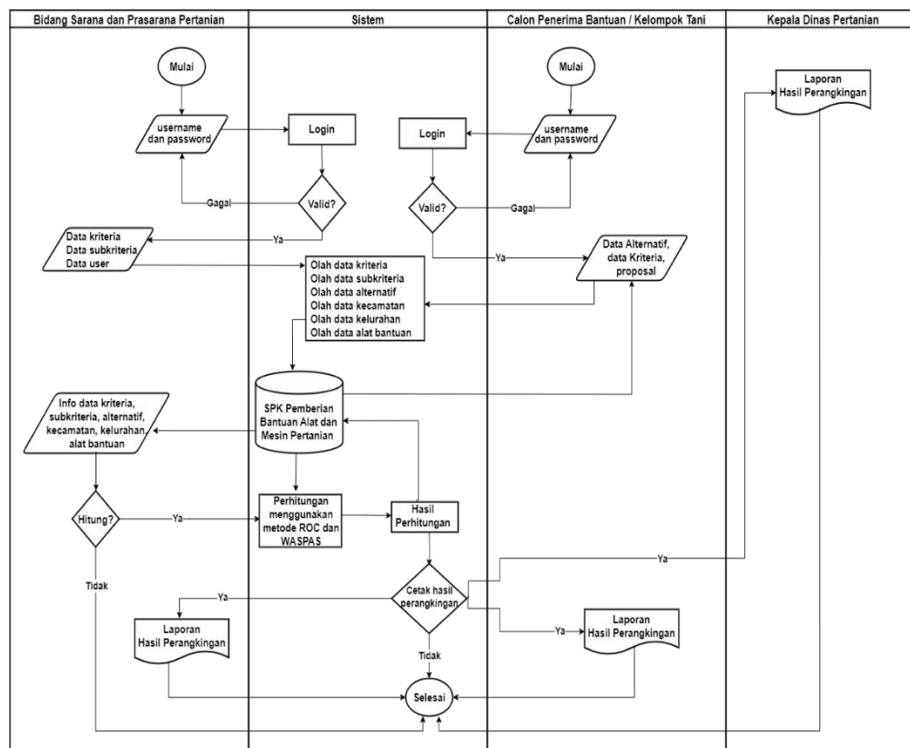 Bidang Sarana dan Prasarana Pertanian
Sistem
Calon Penerima Bantuan / Kelompok Tani
Kepala Dinas Pertanian
Mulai
Mulai
Laporan
Hasil Perangkingan
username
dan password
Login
Login
username
dan password
Gagal
Valid?
Valid?
Gagal
Ya
Data kriteria
Data subkriteria
Data user
Ya
Data Alternatif,
data Kriteria,
proposal
Olah data kriteria
Olah data subkriteria
Olah data alternatif
Olah data kecamatan
Olah data kelurahan
Olah data alat bantuan
Info data kriteria,
subkriteria, alternatif,
kecamatan, kelurahan,
alat bantuan
SPK Pemberian
Bantuan Alat dan
Mesin Pertanian
Hitung?
Ya
Perhitungan
menggunakan
metode ROC dan
WASPAS
Hasil
Perhitungan
Tidak
Ya
Cetak hasil
perangkingan
Ya
Laporan
Hasil Perangkingan
Ya
Laporan
Hasil Perangkingan
Tidak
Selesai